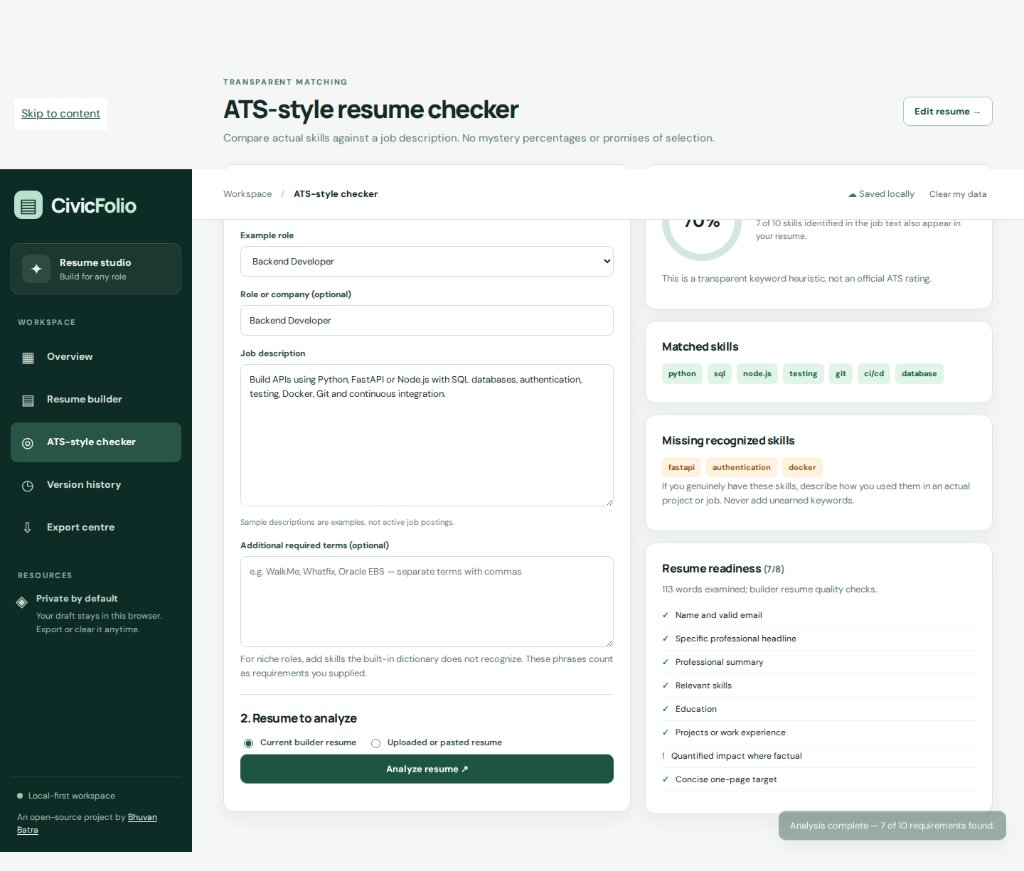 TRANSPARENT MATCHING
ATS-style resume checker
Edit resume →
Compare actual skills against a job description. No mystery percentages or promises of selection.
Skip to content
CivicFolio
Resume studio
Build for any role
WORKSPACE
Overview
Resume builder
ATS-style checker
Version history
Export centre
RESOURCES
Private by default
Your draft stays in this browser.
Export or clear it anytime.
Local-first workspace
An open-source project by Bhuvan
Batra
Workspace / ATS-style checker
Saved locally
Clear my data
Example role
Backend Developer
Role or company (optional)
Backend Developer
Job description
Build APIs using Python, FastAPI or Node.js with SQL databases, authentication,
testing, Docker, Git and continuous integration.
Sample descriptions are examples, not active job postings.
Additional required terms (optional)
e.g. WalkMe, Whatfix, Oracle EBS — separate terms with commas
For niche roles, add skills the built-in dictionary does not recognize. These phrases count
as requirements you supplied.
2. Resume to analyze
Current builder resume
Uploaded or pasted resume
Analyze resume ↗
70%
7 of 10 skills identified in the job text also appear in
your resume.
This is a transparent keyword heuristic, not an official ATS rating.
Matched skills
python sql node.js testing git ci/cd database
Missing recognized skills
fastapi authentication docker
If you genuinely have these skills, describe how you used them in an actual
project or job. Never add unearned keywords.
Resume readiness (7/8)
113 words examined; builder resume quality checks.
✓ Name and valid email
✓ Specific professional headline
✓ Professional summary
✓ Relevant skills
✓ Education
✓ Projects or work experience
! Quantified impact where factual
✓ Concise one-page target
Analysis complete — 7 of 10 requirements found.